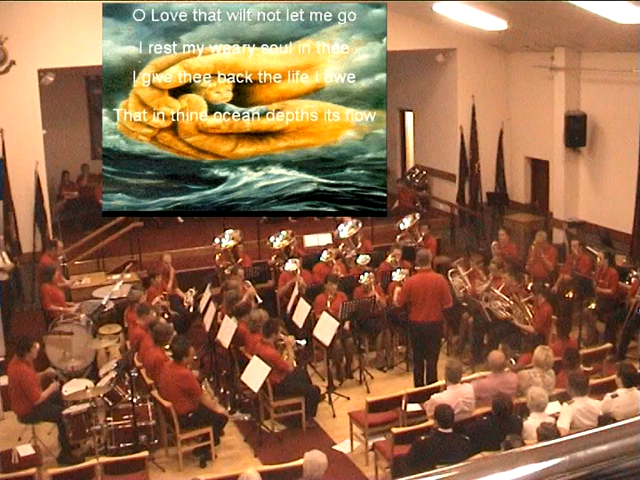 O Love that wilt not let me go
I rest my weary soul in thee
I give thee back the life i owe
That in thine ocean depths its flow